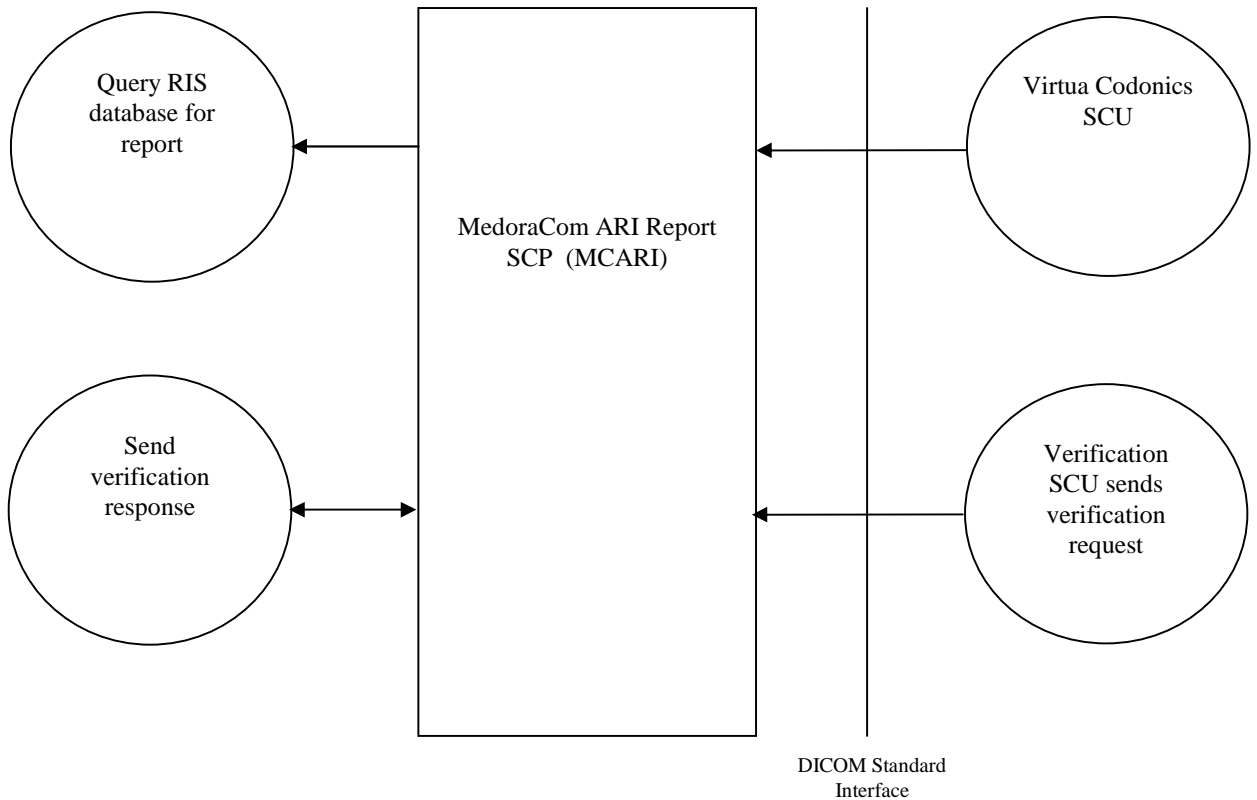 Query RIS
database for
report
MedoraCom ARI Report
SCP (MCARI)
Virtua Codonics
SCU
Send
verification
response
Verification
SCU sends
verification
request
DICOM Standard
Interface